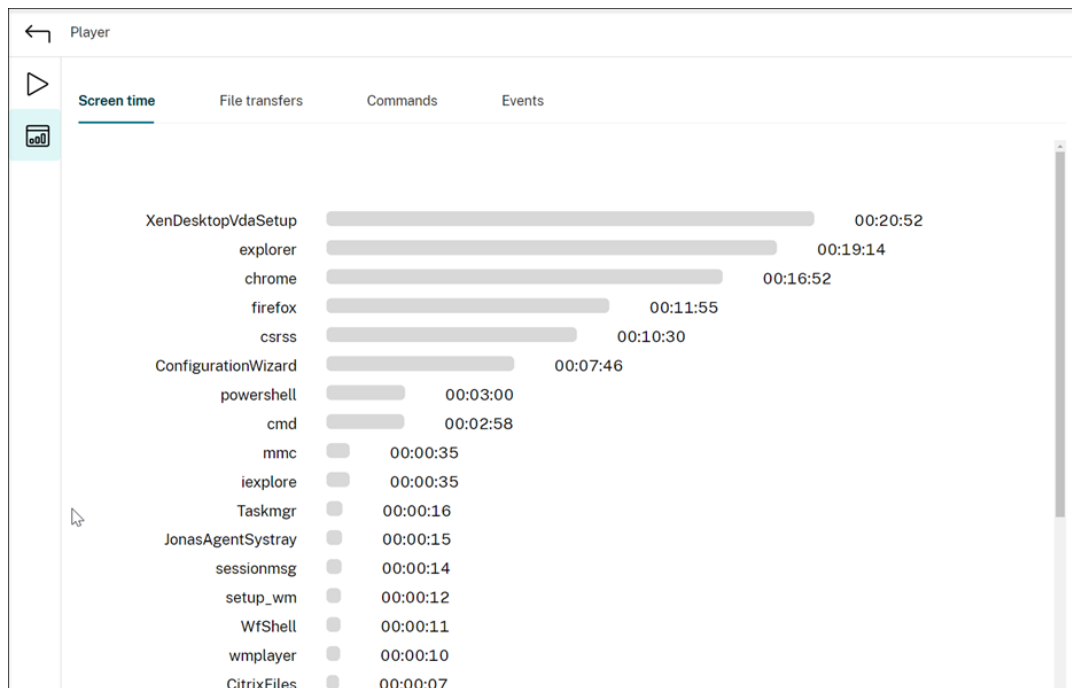 Player
Screen time File transfers Commands Events
XenDesktopVdaSetup 00:20:52
explorer 00:19:14
chrome 00:16:52
firefox 00:11:55
csrss 00:10:30
ConfigurationWizard 00:07:46
powershell 00:03:00
cmd 00:02:58
mmc 00:00:35
iexplore 00:00:35
Taskmgr 00:00:16
JonasAgentSystray 00:00:15
sessionmsg 00:00:14
setup_wm 00:00:12
WfShell 00:00:11
wmplayer 00:00:10
CitrixFiles 00:00:07